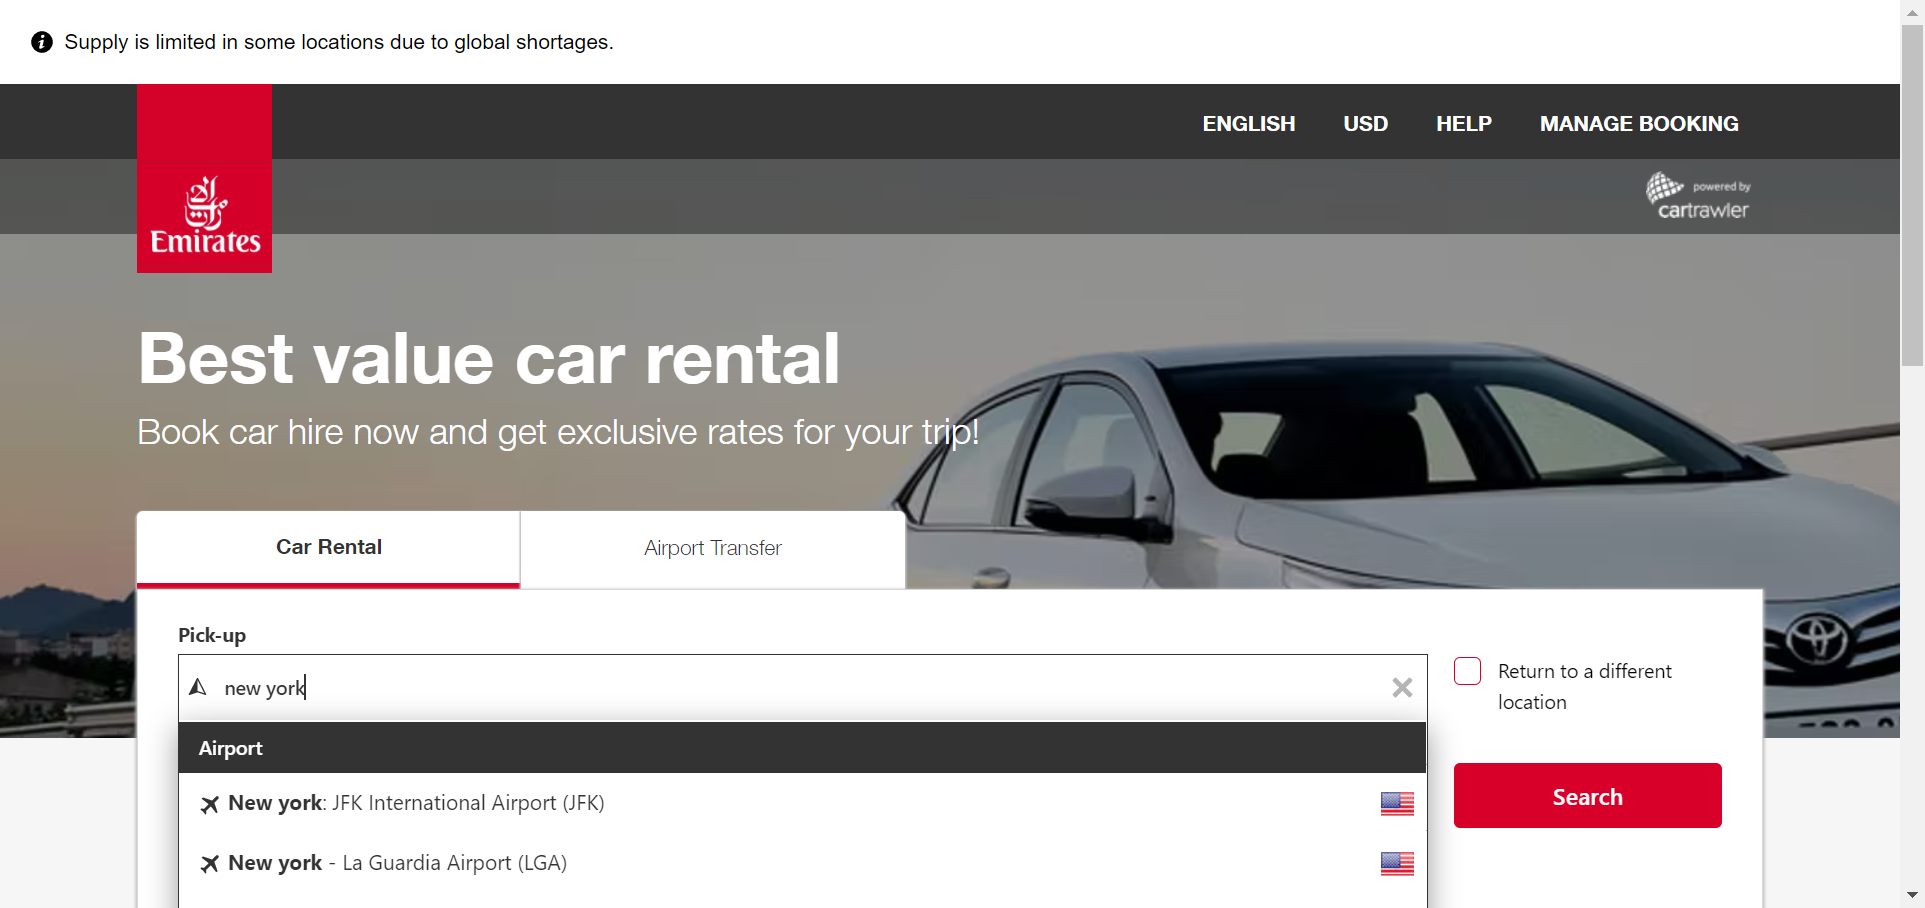 Supply is limited in some locations due to global shortages.
ENGLISH USD HELP MANAGE BOOKING
powered by
cartrawler
الإمارات
Emirates
Best value car rental
Book car hire now and get exclusive rates for your trip!
Car Rental Airport Transfer
Pick-up
new york
Return to a different
location
Airport
New york: JFK International Airport (JFK)
Search
New york - La Guardia Airport (LGA)